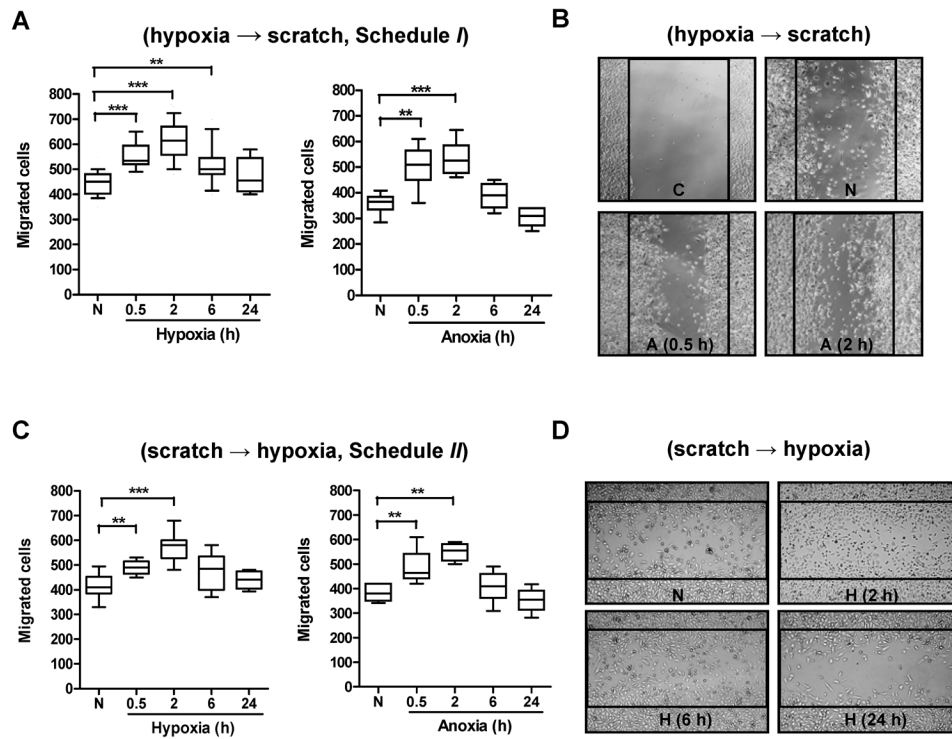 A
(hypoxia → scratch, Schedule I)
**
***
***
800
700
600
500
400
300
200
100
0
Migrated cells
N 0.5 2 6 24
Hypoxia (h)
***
**
800
700
600
500
400
300
200
100
0
Migrated cells
N 0.5 2 6 24
Anoxia (h)
B
(hypoxia → scratch)
C
N
A (0.5 h)
A (2 h)
C
(scratch → hypoxia, Schedule II)
***
**
800
700
600
500
400
300
200
100
0
Migrated cells
N 0.5 2 6 24
Hypoxia (h)
**
**
800
700
600
500
400
300
200
100
0
Migrated cells
N 0.5 2 6 24
Anoxia (h)
D
(scratch → hypoxia)
N
H (2 h)
H (6 h)
H (24 h)